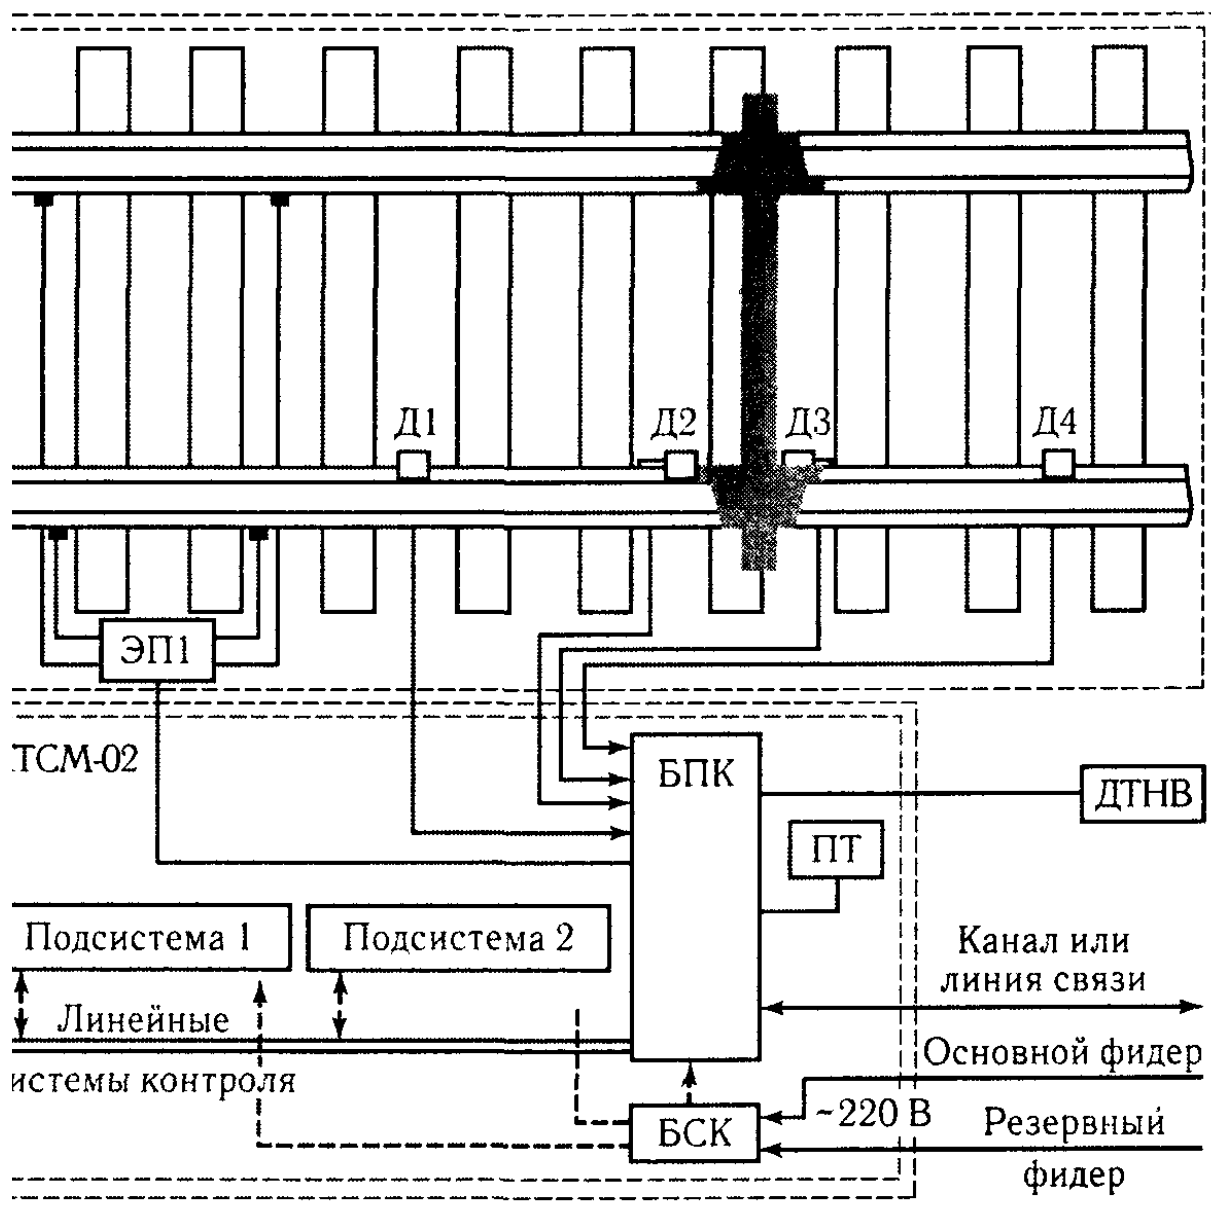 Д1
Д2
Д3
Д4
ЭП1
ТСМ-02
БПК
ДТНВ
ПТ
Подсистема 1
Подсистема 2
Канал или
линия связи
Линейные
истемы контроля
Основной фидер
~220 В
БСК
Резервный
фидер